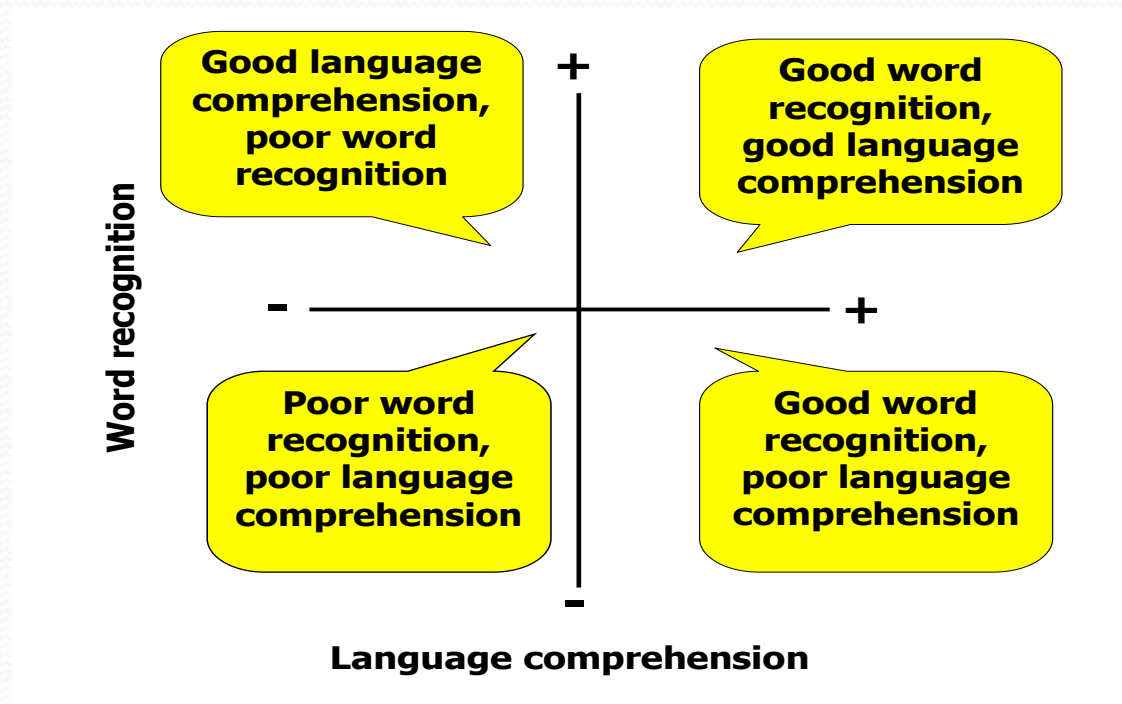 Good language
comprehension,
poor word
recognition
+
Good word
recognition,
good language
comprehension
Word recognition
-
+
Poor word
recognition,
poor language
comprehension
Good word
recognition,
poor language
comprehension
-
Language comprehension